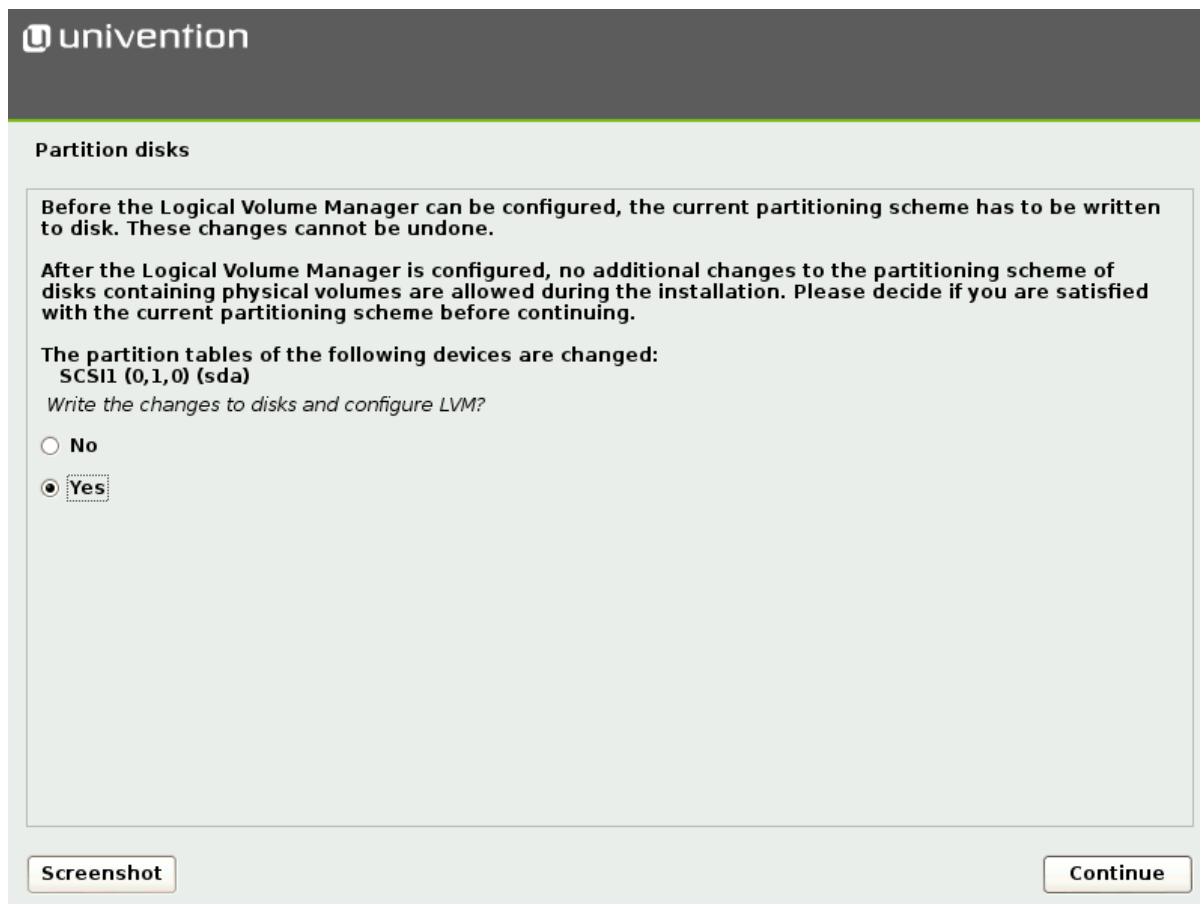 univention
Partition disks
Before the Logical Volume Manager can be configured, the current partitioning scheme has to be written
to disk. These changes cannot be undone.
After the Logical Volume Manager is configured, no additional changes to the partitioning scheme of
disks containing physical volumes are allowed during the installation. Please decide if you are satisfied
with the current partitioning scheme before continuing.
The partition tables of the following devices are changed:
SCSI1 (0,1,0) (sda)
Write the changes to disks and configure LVM?
No
Yes
Screenshot
Continue